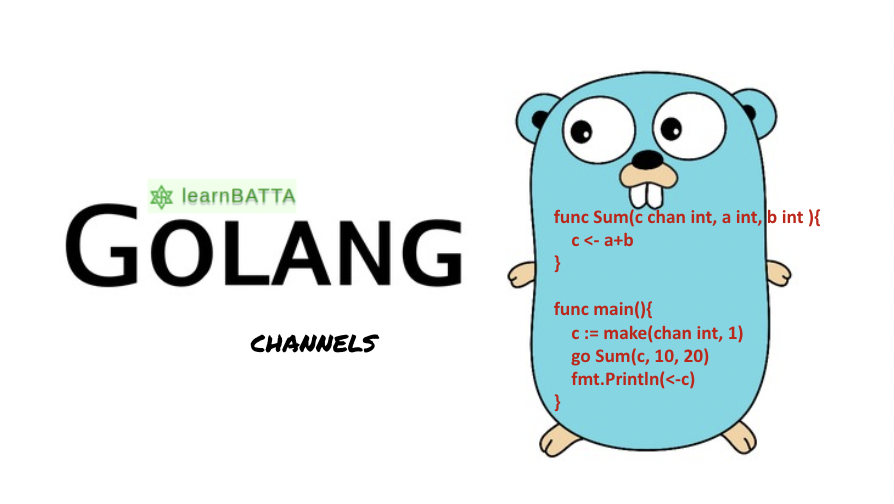 learnBATTA
GOLANG
CHANNELS
func Sum(c chan int, a int, b int ){
    c <- a+b
}
func main(){
    c := make(chan int, 1)
    go Sum(c, 10, 20)
    fmt.Println(<-c)
}